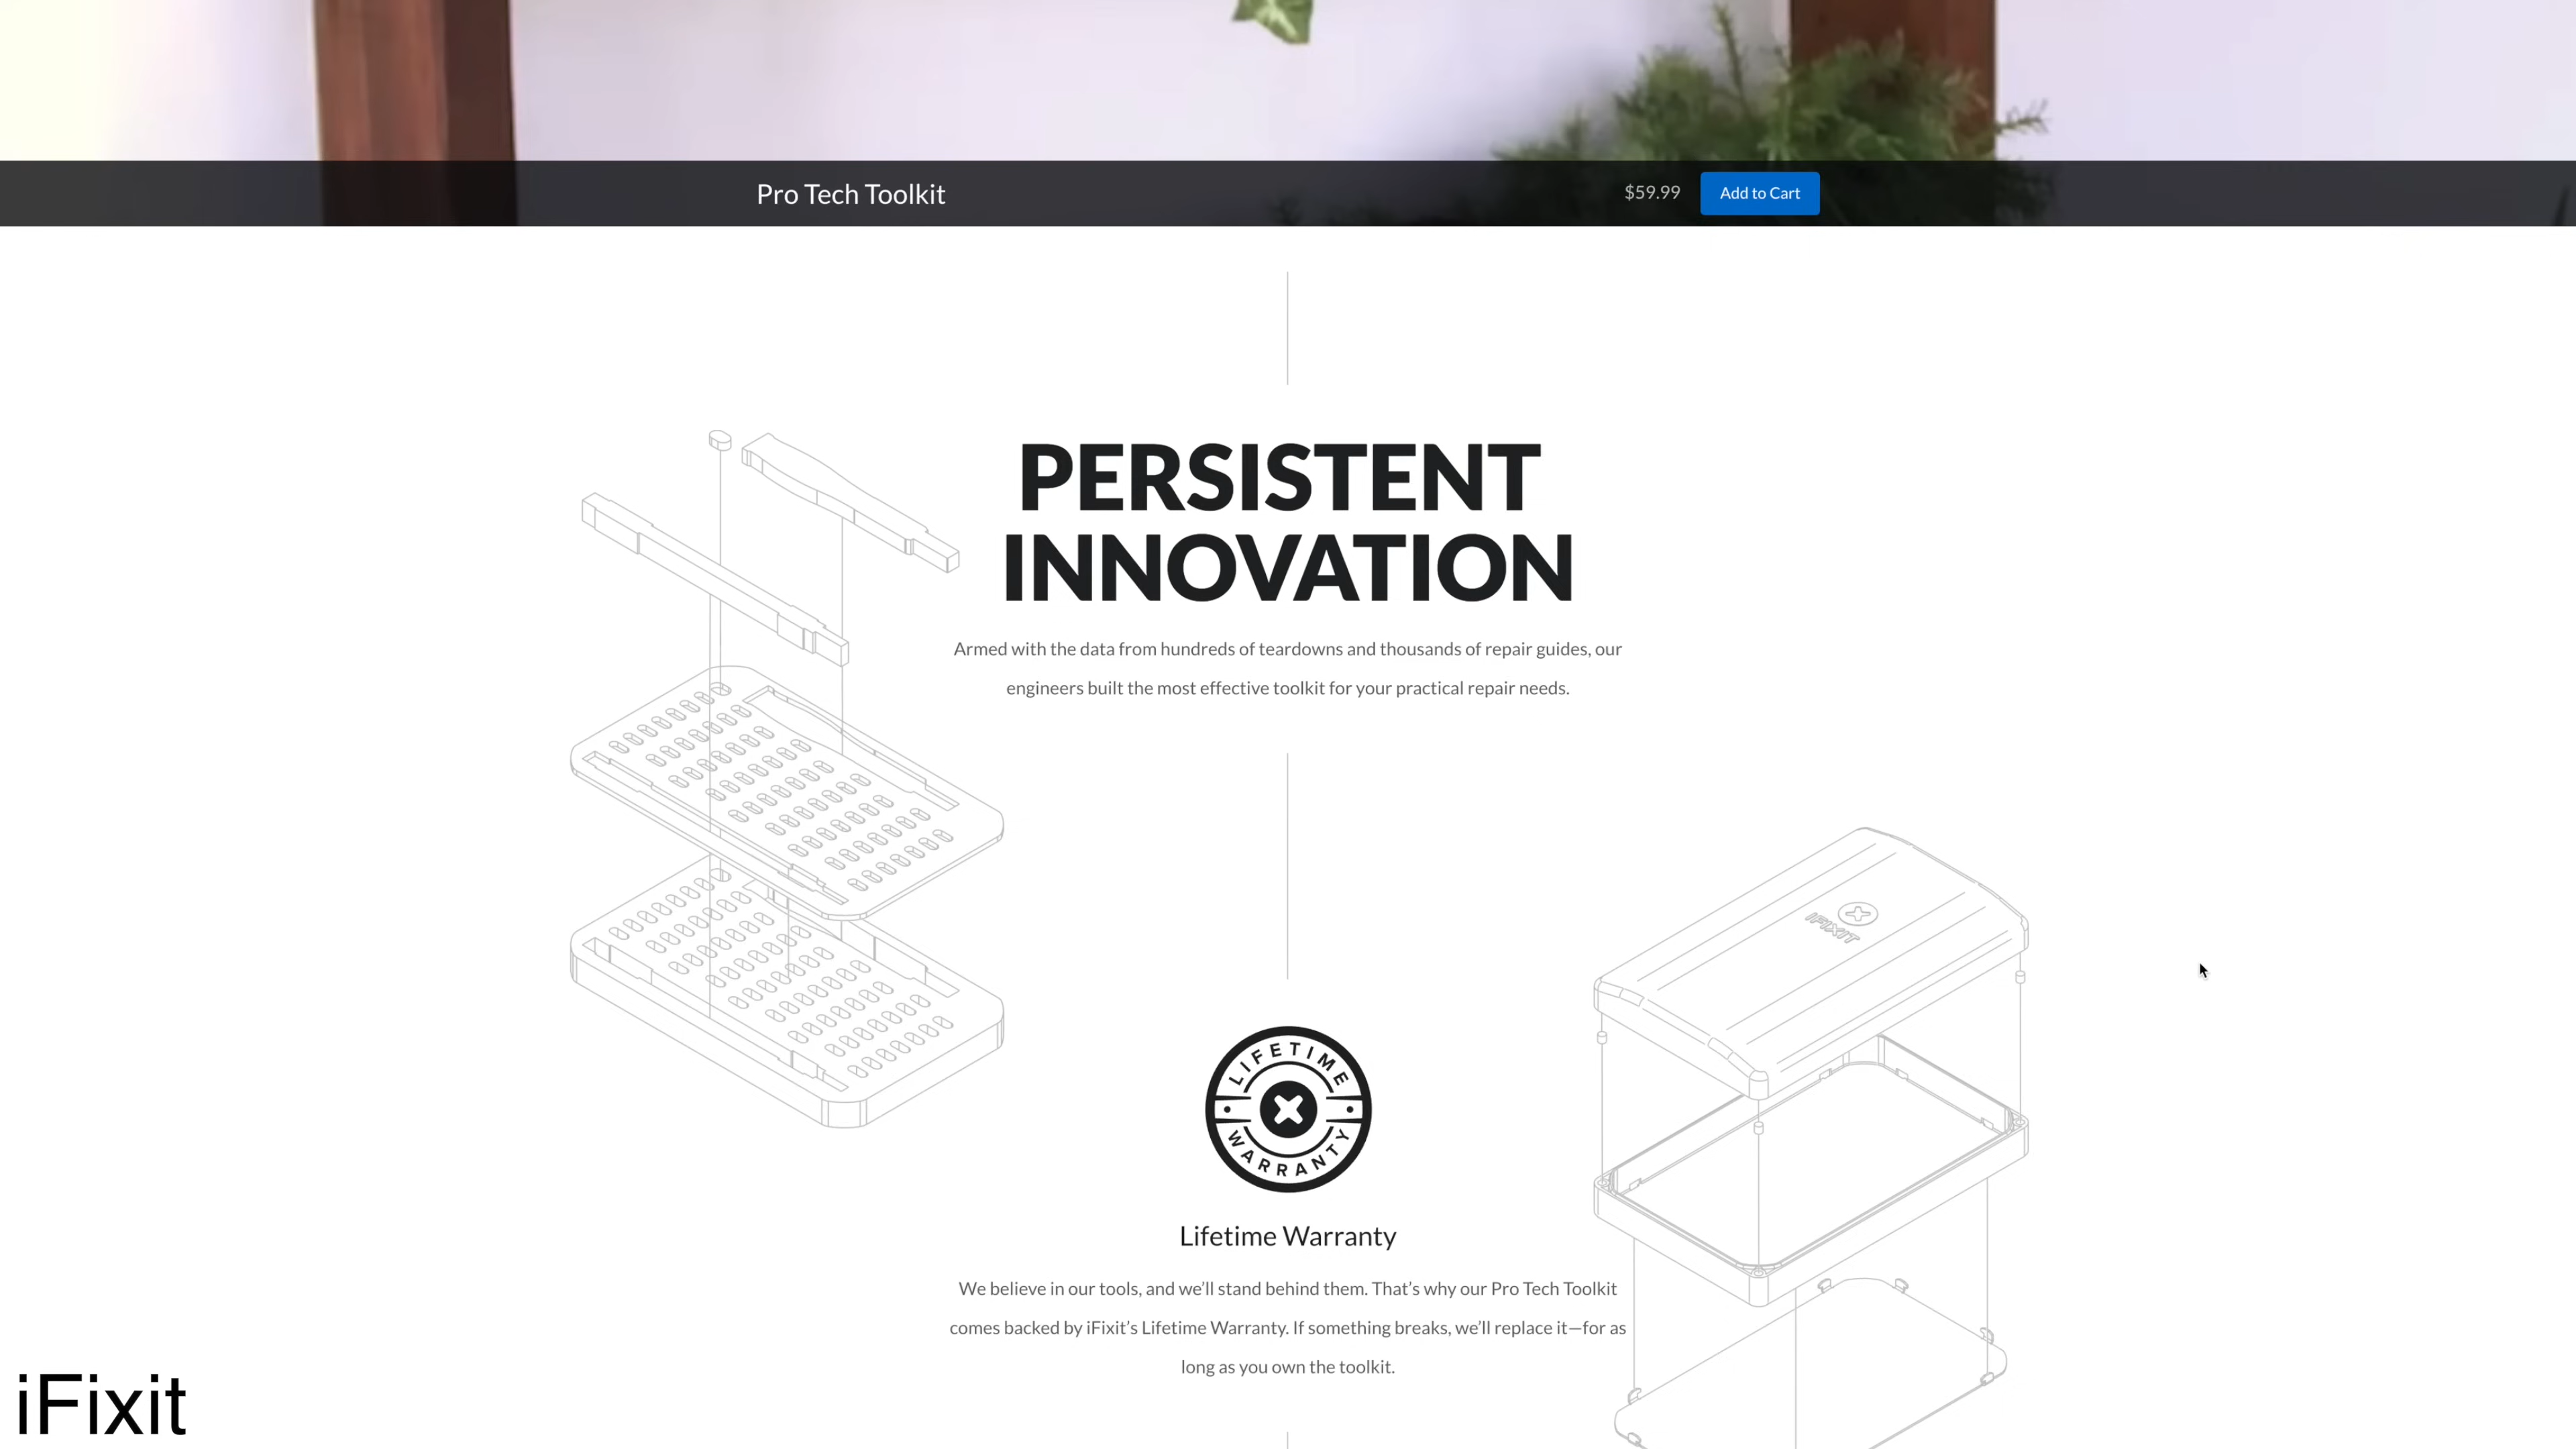 Pro Tech Toolkit
$59.99
Add to Cart
PERSISTENT
INNOVATION
Armed with the data from hundreds of teardowns and thousands of repair guides, our
engineers built the most effective toolkit for your practical repair needs.
IFIXIT
LIFETIME
WARRANTY
Lifetime Warranty
We believe in our tools, and we’ll stand behind them. That’s why our Pro Tech Toolkit
comes backed by iFixit’s Lifetime Warranty. If something breaks, we’ll replace it—for as
long as you own the toolkit.
iFixit